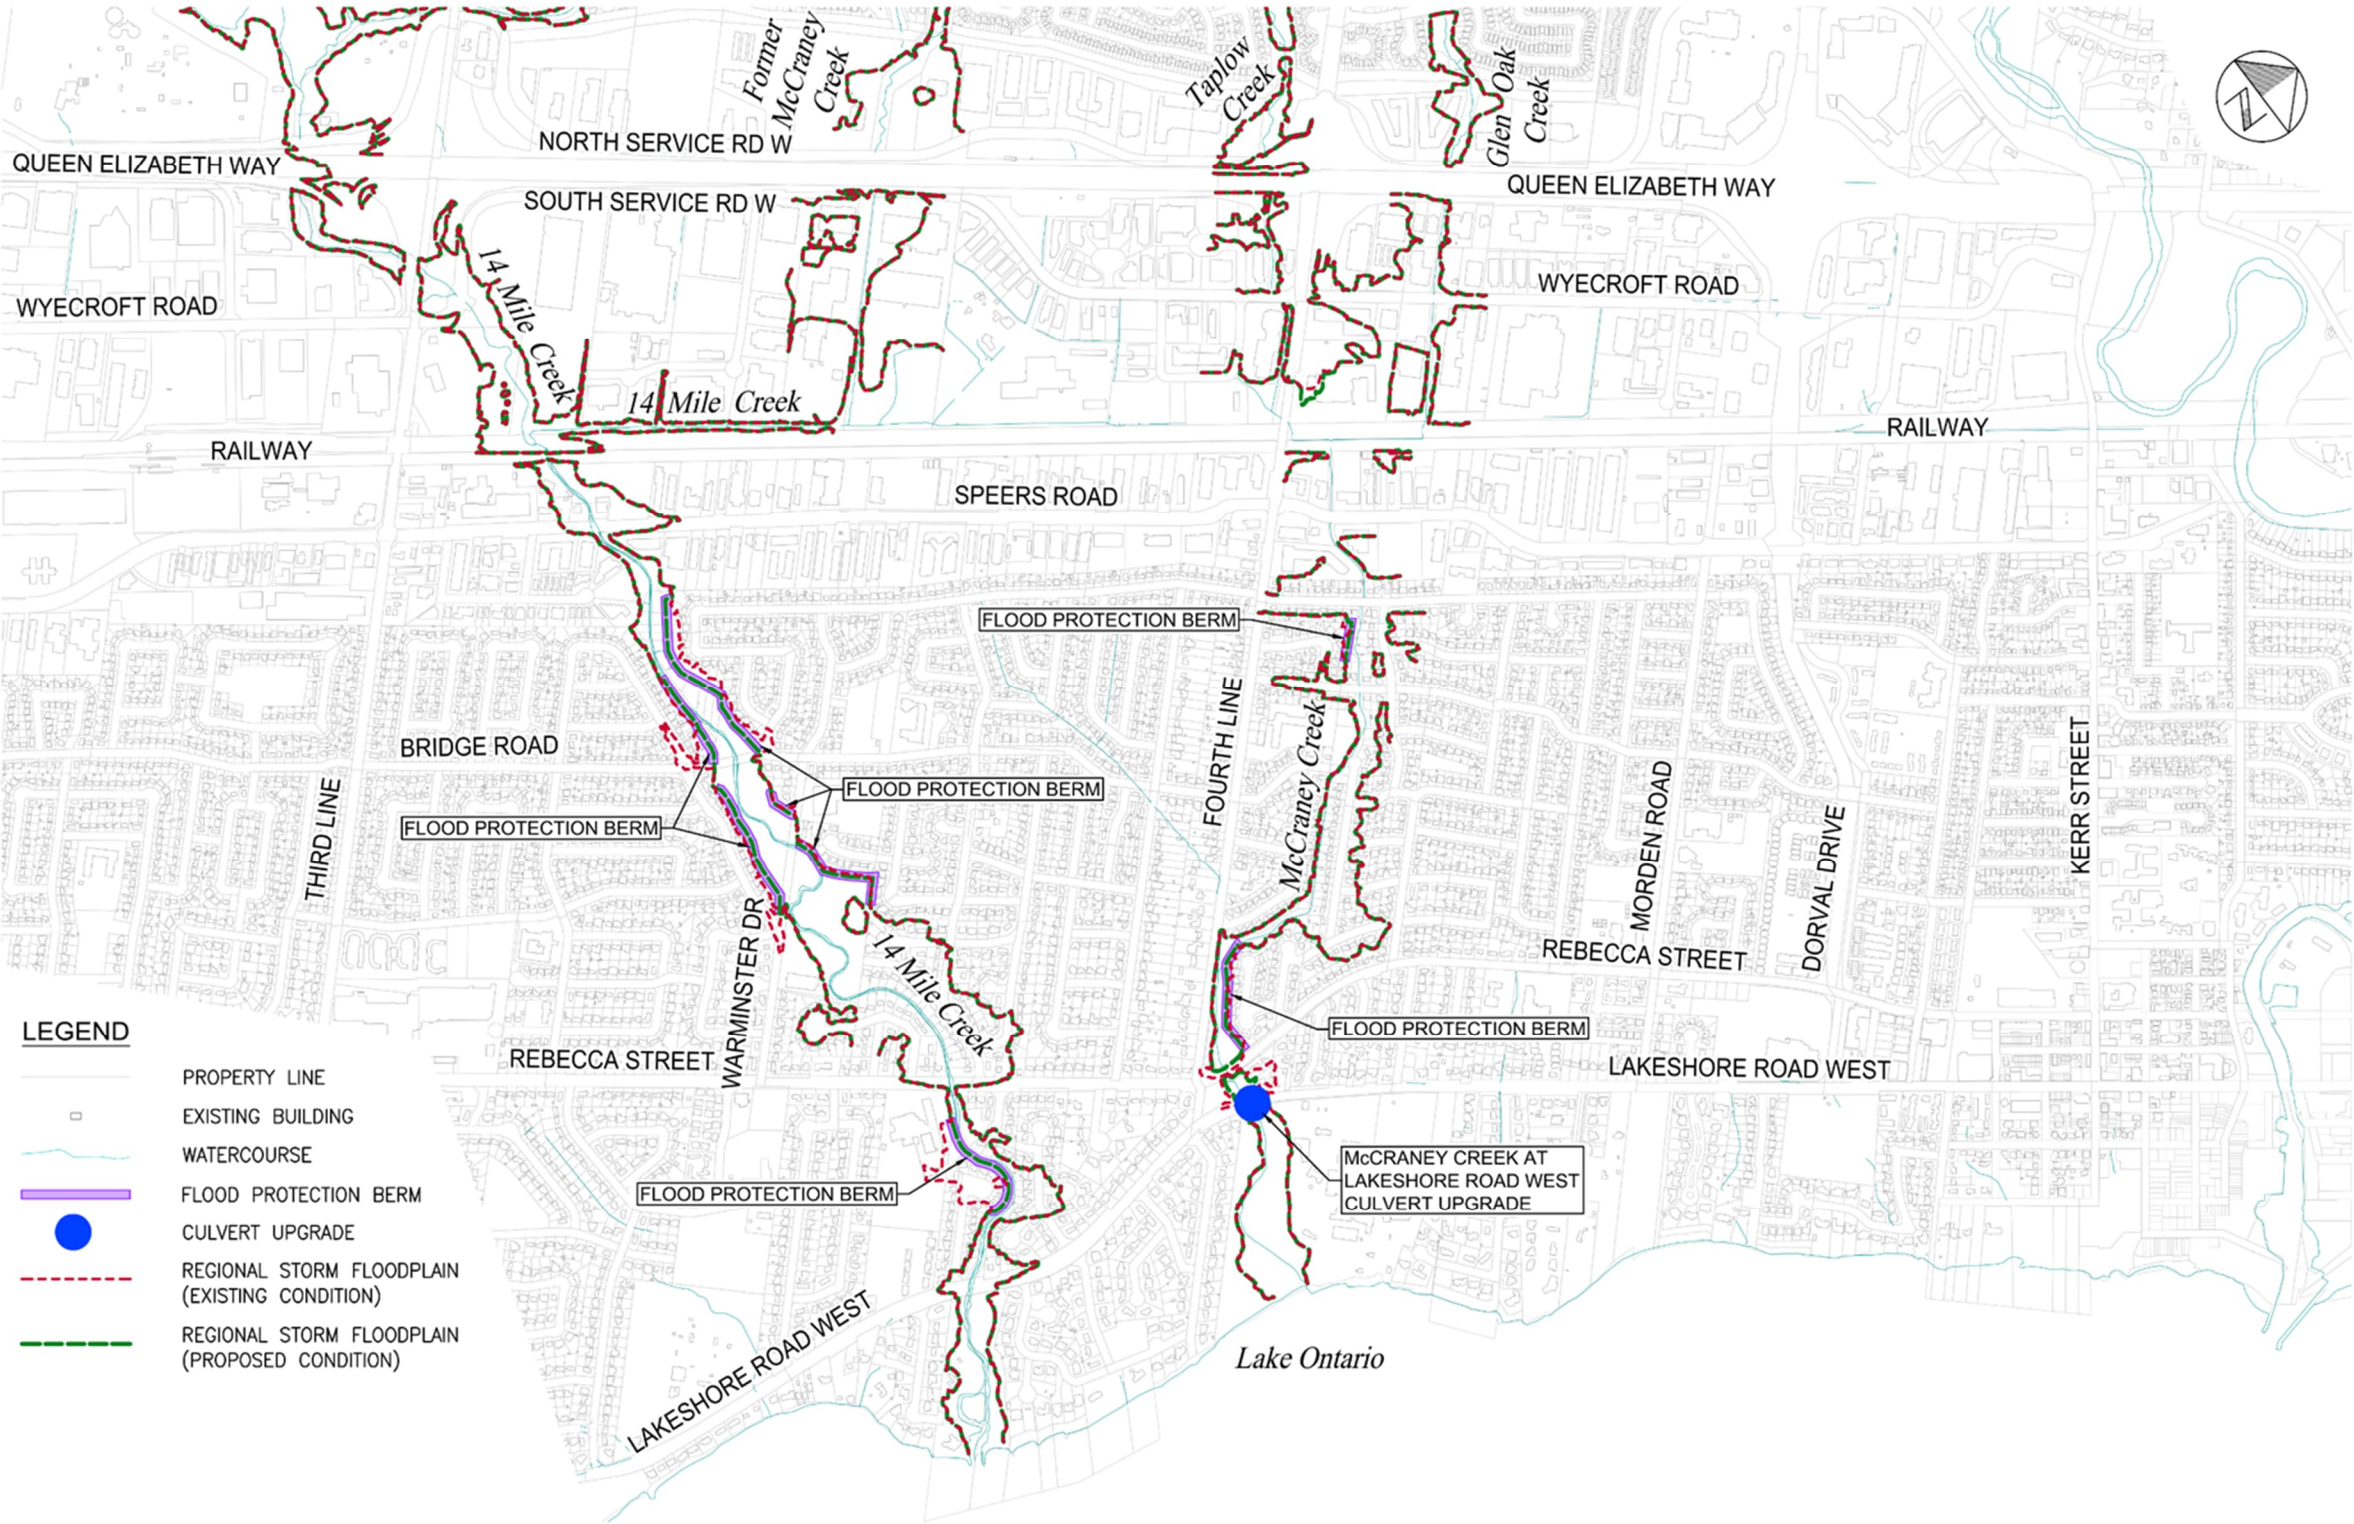 Former
McCraney
Creek
Taplow
Creek
Glen Oak
Creek
N
NORTH SERVICE RD W
QUEEN ELIZABETH WAY
QUEEN ELIZABETH WAY
SOUTH SERVICE RD W
14 Mile Creek
WYECROFT ROAD
WYECROFT ROAD
14 Mile Creek
RAILWAY
RAILWAY
SPEERS ROAD
FLOOD PROTECTION BERM
BRIDGE ROAD
FLOOD PROTECTION BERM
FLOOD PROTECTION BERM
THIRD LINE
FOURTH LINE
McCraney Creek
MORDEN ROAD
DORVAL DRIVE
KERR STREET
WARMINSTER DR
14 Mile Creek
REBECCA STREET
FLOOD PROTECTION BERM
REBECCA STREET
LAKESHORE ROAD WEST
McCRANEY CREEK AT
LAKESHORE ROAD WEST
CULVERT UPGRADE
FLOOD PROTECTION BERM
LAKESHORE ROAD WEST
Lake Ontario
LEGEND
PROPERTY LINE
EXISTING BUILDING
WATERCOURSE
FLOOD PROTECTION BERM
CULVERT UPGRADE
REGIONAL STORM FLOODPLAIN
(EXISTING CONDITION)
REGIONAL STORM FLOODPLAIN
(PROPOSED CONDITION)